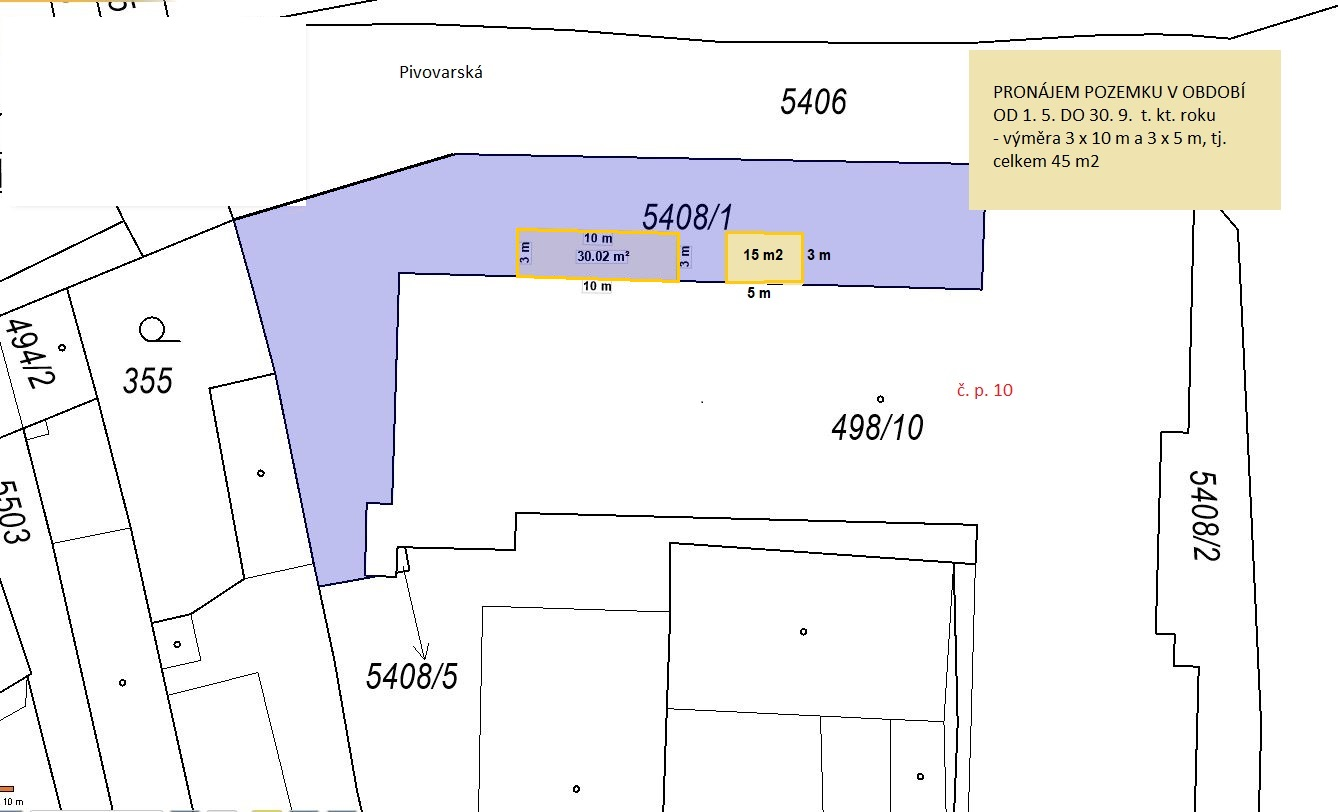 Pivovarská
5406
PRONÁJEM POZEMKU V OBDOBÍ
OD 1. 5. DO 30. 9. t. kt. roku
- výměra 3 x 10 m a 3 x 5 m, tj.
celkem 45 m2
5408/1
10 m
3 m
30.02 m²
3 m
10 m
15 m2
3 m
5 m
494/2
355
č. p. 10
498/10
5503
5408/2
5408/5
10 m